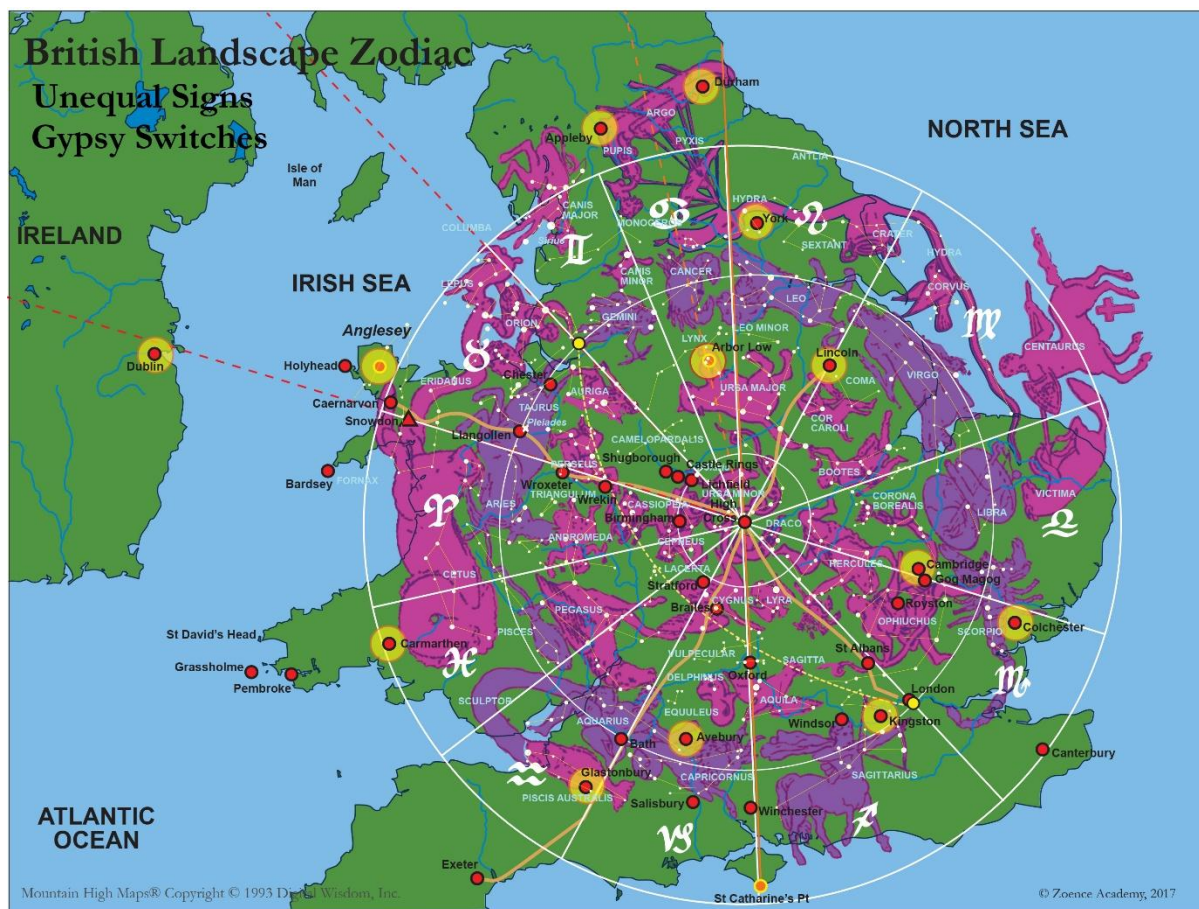 British Landscape Zodiac
Unequal Signs
Gypsy Switches
Durham
ARGO
Appleby
PYXIS
PUPIS
NORTH SEA
ANTLIA
Isle of
Man
CANIS
MAJOR
HYDRA
♋
♌
York
COLUMBA
MONOCEROS
CRATER
IRELAND
Sirius
♊
SEXTANT
HYDRA
CANIS
MINOR
CANCER
IRISH SEA
LEPUS
LEO
CORVUS
GEMINI
♍
ORION
Anglesey
LEO MINOR
LYNX
CENTAURUS
♉
Arbor Low
Lincoln
Dublin
Holyhead
ERIDANUS
Chester
AURIGA
URSA MAJOR
COMA
VIRGO
Caernarvon
TAURUS
COR
CAROLI
Snowdon
Pleiades
Llangollen
CAMELOPARDALIS
Shugborough
Castle Rings
PERSEUS
BOOTES
Bardsey
FORNAX
Wroxeter
Lichfield
TRIANGULUM
Wrekin
URSA MINOR
VICTIMA
♈
ARIES
CASSIOPEIA
High
Cross
CORONA
BOREALIS
LIBRA
Birmingham
DRACO
♎
ANDROMEDA
CEPHEUS
HERCULES
Cambridge
LACERTA
CETUS
Gog Magog
Stratford
PEGASUS
CYGNUS
LYRA
Royston
Brailes
OPHIUCHUS
Colchester
PISCES
SCORPIO
St David's Head
Carmarthen
VULPECULAR
SAGITTA
St Albans
♓
Oxford
Grassholme
Pembroke
DELPHINUS
♏
SCULPTOR
AQUILA
London
EQUULEUS
Windsor
Kingston
AQUARIUS
Bath
Avebury
Canterbury
♒
CAPRICORNUS
SAGITTARIUS
Glastonbury
PISCIS AUSTRALIS
Salisbury
Winchester
ATLANTIC
OCEAN
♑
♐
Exeter
St Catharine's Pt
Mountain High Maps® Copyright © 1993 Digital Wisdom, Inc.
© Zoence Academy, 2017